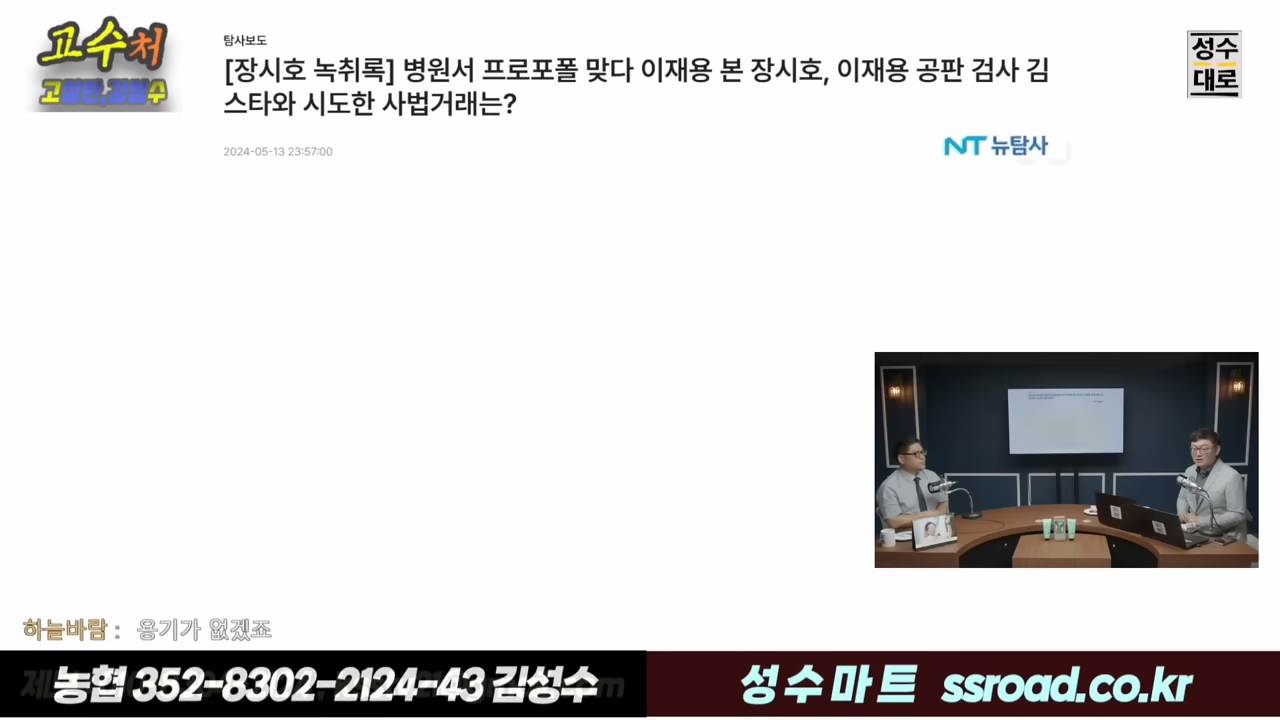 고수처
탐사보도
[장시호 녹취록] 병원서 프로포폴 맞다 이재용 본 장시호, 이재용 공판 검사 김
스타와 시도한 사법거래는?
2024-05-13 23:57:00
NT 뉴탐사
성수
대로
하늘바람 : 용기가 없겠죠
농협 352-8302-2124-43 김성수
성수마트 ssroad.co.kr